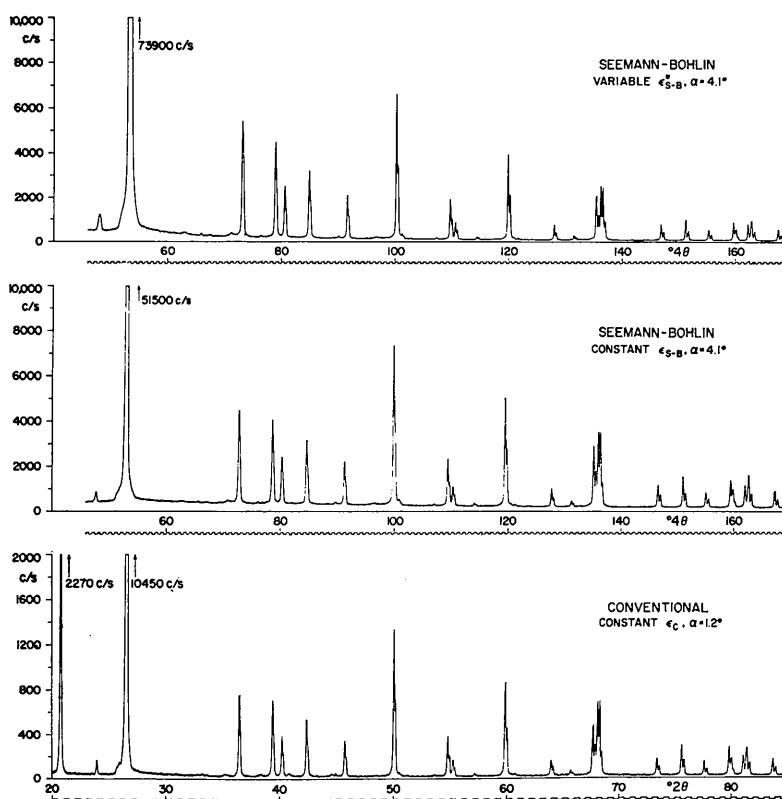 10,000
c/s
8000
6000
4000
2000
0
73900 c/s
SEEMANN-BOHLIN
VARIABLE ε*S-B, α=4.1°
60 80 100 120 140 °4θ 160
10,000
c/s
8000
6000
4000
2000
0
51500 c/s
SEEMANN-BOHLIN
CONSTANT εS-B, α=4.1°
60 80 100 120 140 °4θ 160
2000
c/s
1600
1200
800
400
0
2270 c/s
10450 c/s
CONVENTIONAL
CONSTANT εC, α=1.2°
20 30 40 50 60 70 °2θ 80